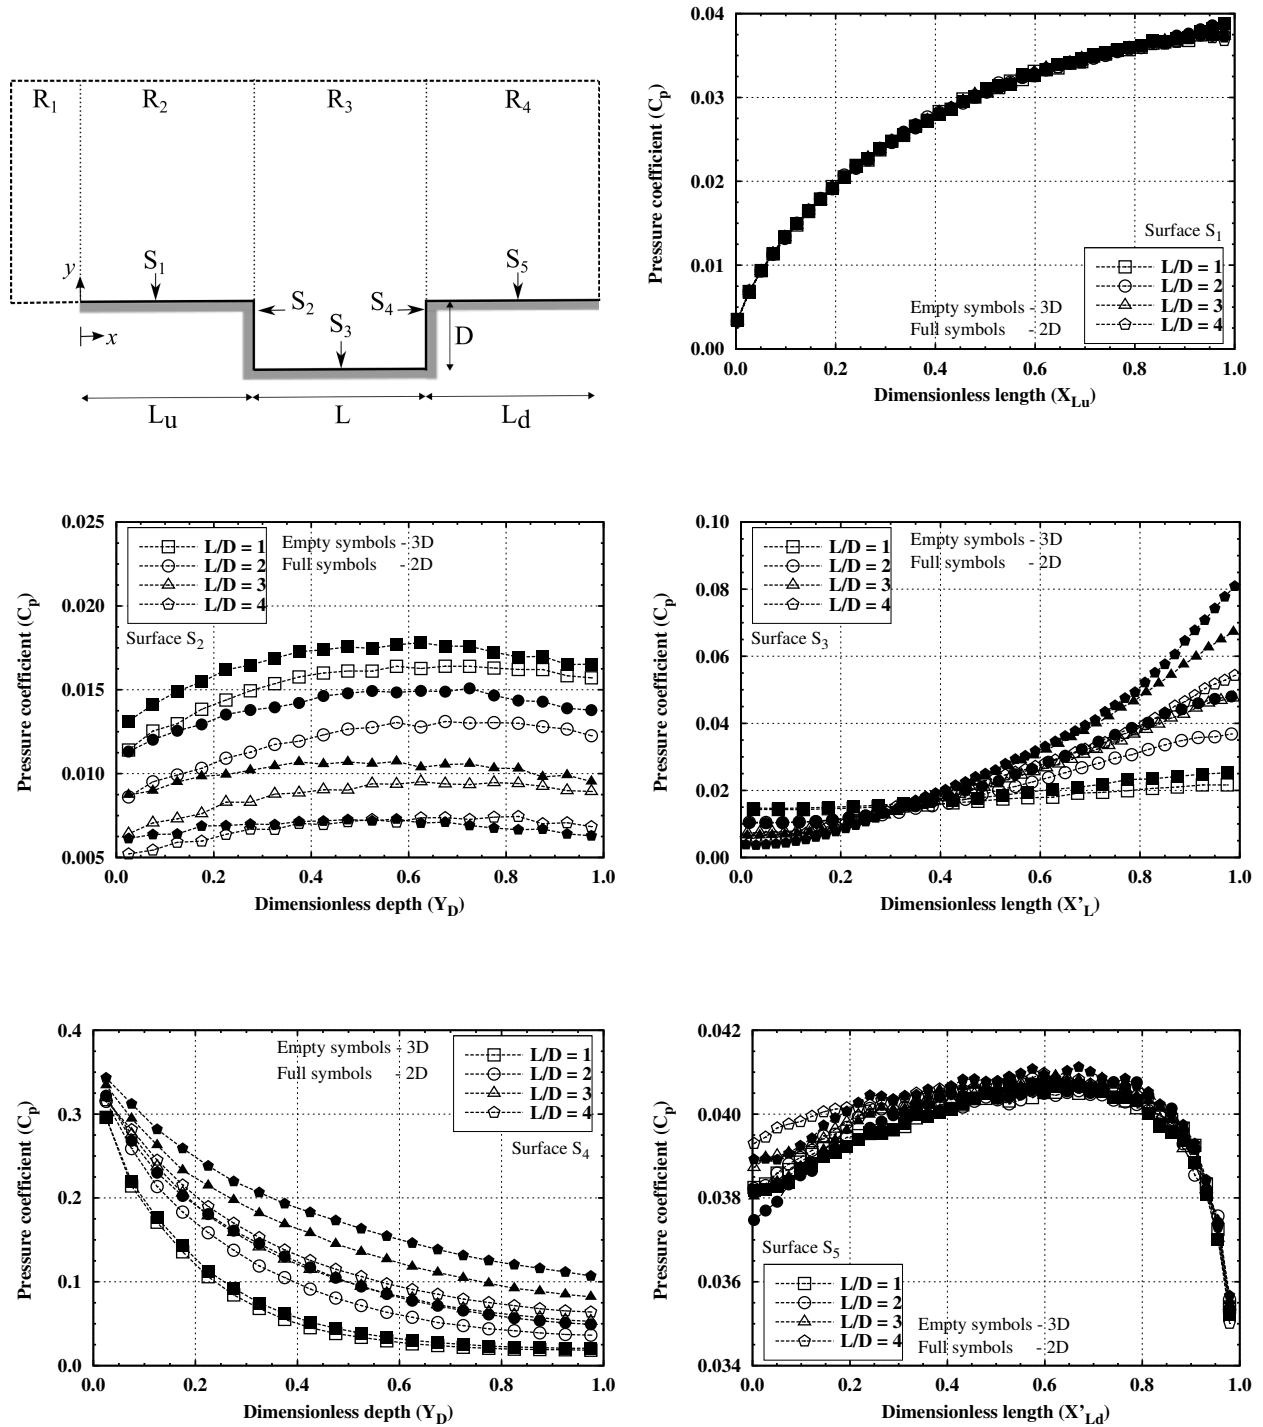 R1 R2 R3 R4
y S1 S5
S2 S4
S3 D
x
Lu L Ld
0.04
0.03
0.02
0.01
0.00
Pressure coefficient (Cp)
Surface S1
L/D = 1
L/D = 2
L/D = 3
L/D = 4
Empty symbols - 3D
Full symbols - 2D
0.0 0.2 0.4 0.6 0.8 1.0
Dimensionless length (XLu)
0.025
0.020
0.015
0.010
0.005
Pressure coefficient (Cp)
L/D = 1
L/D = 2
L/D = 3
L/D = 4
Empty symbols - 3D
Full symbols - 2D
Surface S2
0.0 0.2 0.4 0.6 0.8 1.0
Dimensionless depth (YD)
0.10
0.08
0.06
0.04
0.02
0.00
Pressure coefficient (Cp)
L/D = 1
L/D = 2
L/D = 3
L/D = 4
Empty symbols - 3D
Full symbols - 2D
Surface S3
0.0 0.2 0.4 0.6 0.8 1.0
Dimensionless length (X'L)
0.4
0.3
0.2
0.1
0.0
Pressure coefficient (Cp)
Empty symbols - 3D
Full symbols - 2D
L/D = 1
L/D = 2
L/D = 3
L/D = 4
Surface S4
0.0 0.2 0.4 0.6 0.8 1.0
Dimensionless depth (YD)
0.042
0.040
0.038
0.036
0.034
Pressure coefficient (Cp)
Surface S5
L/D = 1
L/D = 2
L/D = 3
L/D = 4
Empty symbols - 3D
Full symbols - 2D
0.0 0.2 0.4 0.6 0.8 1.0
Dimensionless length (X'Ld)